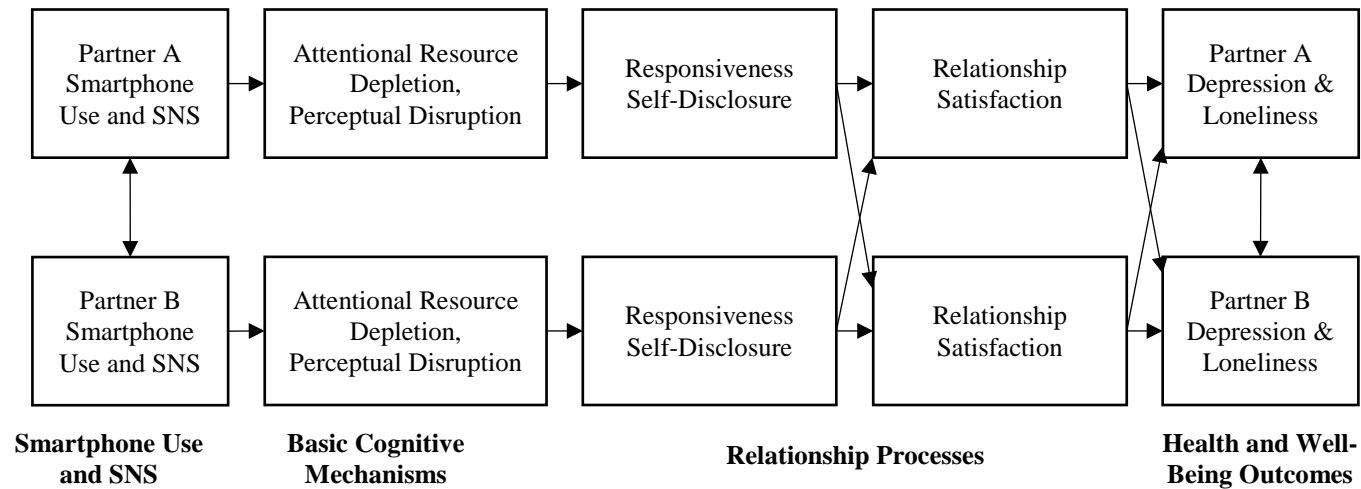 Partner A
Smartphone
Use and SNS
Attentional Resource
Depletion,
Perceptual Disruption
Responsiveness
Self-Disclosure
Relationship
Satisfaction
Partner A
Depression &
Loneliness
Partner B
Smartphone
Use and SNS
Attentional Resource
Depletion,
Perceptual Disruption
Responsiveness
Self-Disclosure
Relationship
Satisfaction
Partner B
Depression &
Loneliness
Smartphone Use
and SNS
Basic Cognitive
Mechanisms
Relationship Processes
Health and Well-
Being Outcomes